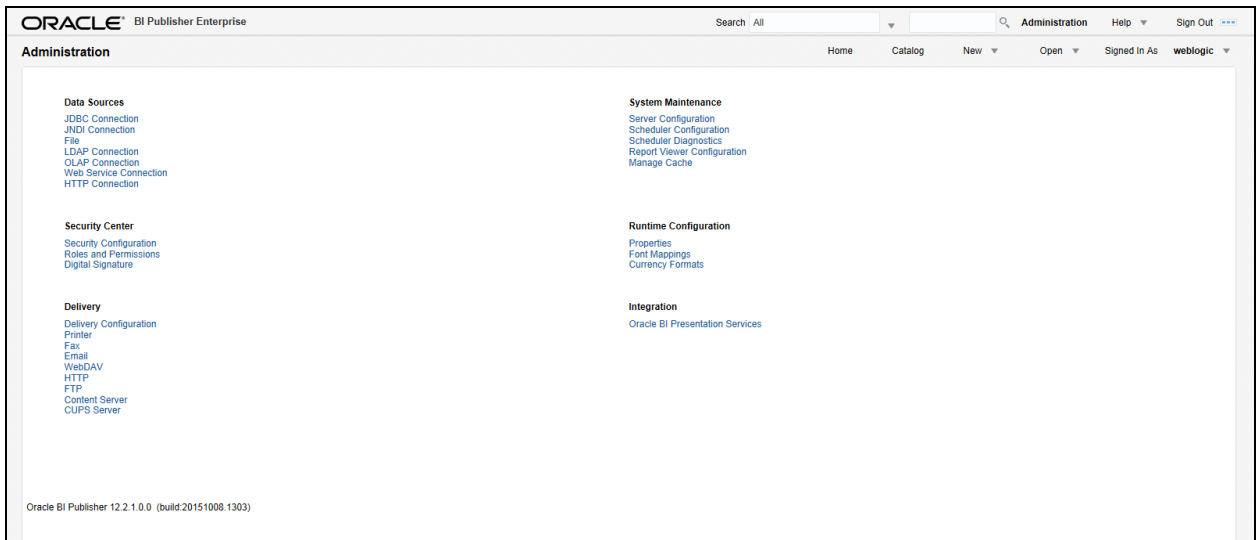 ORACLE® BI Publisher Enterprise Search All Administration Help Sign Out
Administration Home Catalog New Open Signed In As weblogic
Data Sources
JDBC Connection
JNDI Connection
File
LDAP Connection
OLAP Connection
Web Service Connection
HTTP Connection
System Maintenance
Server Configuration
Scheduler Configuration
Scheduler Diagnostics
Report Viewer Configuration
Manage Cache
Security Center
Security Configuration
Roles and Permissions
Digital Signature
Runtime Configuration
Properties
Font Mappings
Currency Formats
Delivery
Delivery Configuration
Printer
Fax
Email
WebDAV
HTTP
FTP
Content Server
CUPS Server
Integration
Oracle BI Presentation Services
Oracle BI Publisher 12.2.1.0.0 (build:20151008.1303)